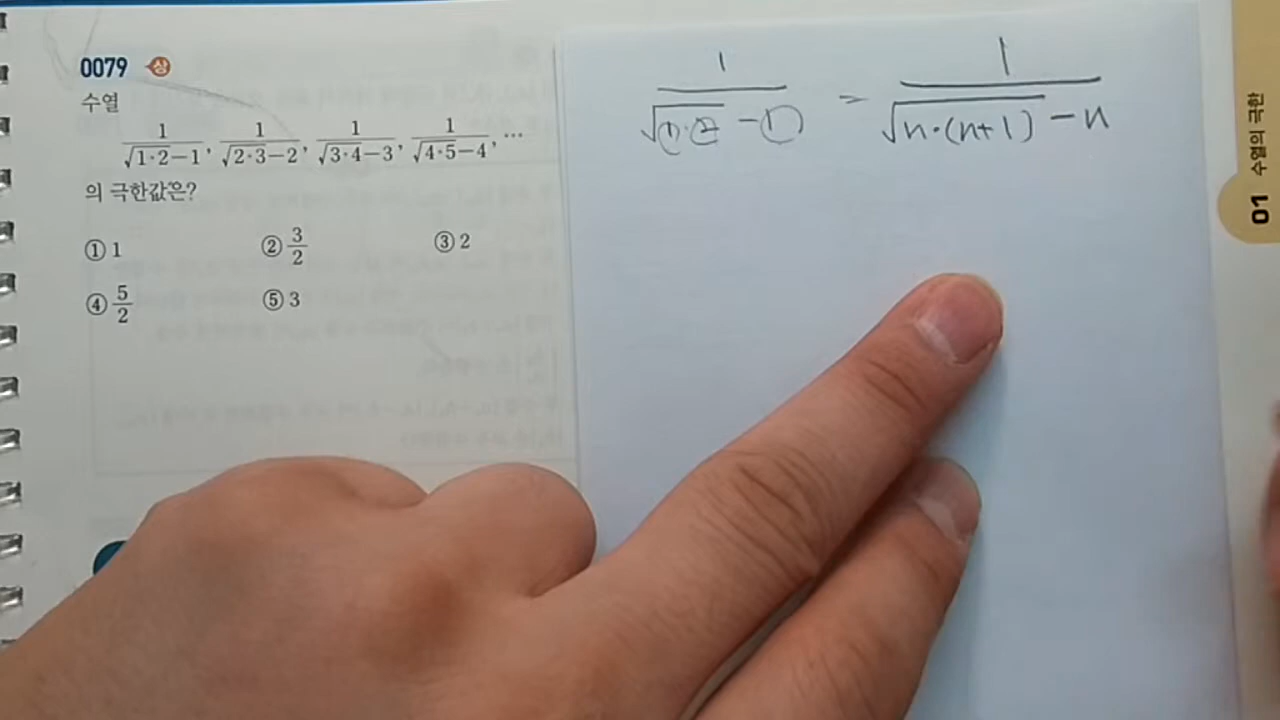 0079 상
수열
1/(√(1·2)−1), 1/(√(2·3)−2), 1/(√(3·4)−3), 1/(√(4·5)−4), ⋯
의 극한값은?
① 1 ② 3/2 ③ 2
④ 5/2 ⑤ 3
1/(√(1·2) −1) = 1/(√(n·(n+1)) −n)
01 수열의 극한